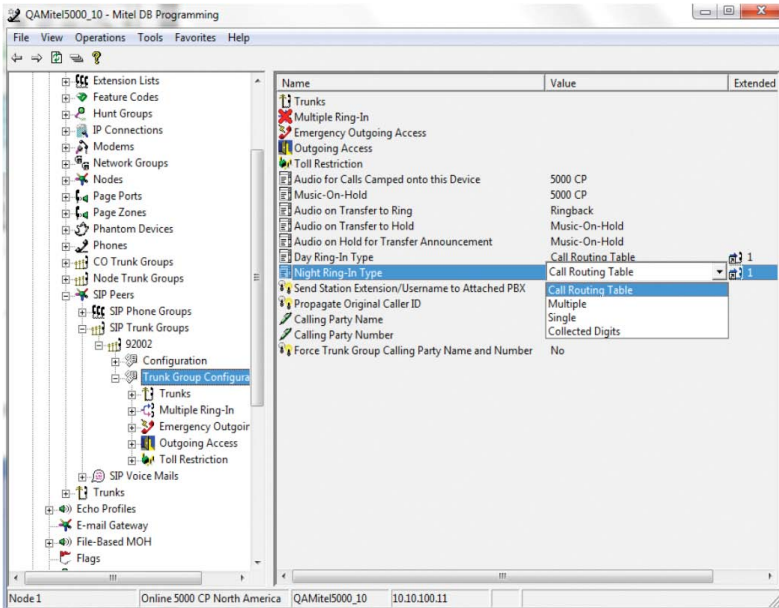 QAMitel5000_10 - Mitel DB Programming
File View Operations Tools Favorites Help
Extension Lists
Feature Codes
Hunt Groups
IP Connections
Modems
Network Groups
Nodes
Page Ports
Page Zones
Phantom Devices
Phones
CO Trunk Groups
Node Trunk Groups
SIP Peers
SIP Phone Groups
SIP Trunk Groups
92002
Configuration
Trunk Group Configura
Trunks
Multiple Ring-In
Emergency Outgoin
Outgoing Access
Toll Restriction
SIP Voice Mails
Trunks
Echo Profiles
E-mail Gateway
File-Based MOH
Flags
Name Value Extended
Trunks
Multiple Ring-In
Emergency Outgoing Access
Outgoing Access
Toll Restriction
Audio for Calls Camped onto this Device 5000 CP
Music-On-Hold 5000 CP
Audio on Transfer to Ring Ringback
Audio on Transfer to Hold Music-On-Hold
Audio on Hold for Transfer Announcement Music-On-Hold
Day Ring-In Type Call Routing Table 1
Night Ring-In Type Call Routing Table 1
Send Station Extension/Username to Attached PBX
Propagate Original Caller ID
Calling Party Name
Calling Party Number
Force Trunk Group Calling Party Name and Number No
Call Routing Table
Multiple
Single
Collected Digits
Node 1 Online 5000 CP North America QAMitel5000_10 10.10.100.11